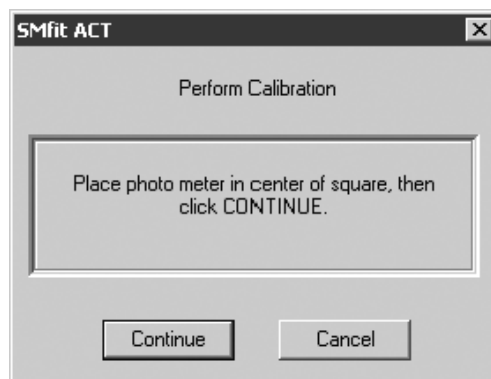 SMfit ACT
Perform Calibration
Place photo meter in center of square, then
click CONTINUE.
Continue
Cancel